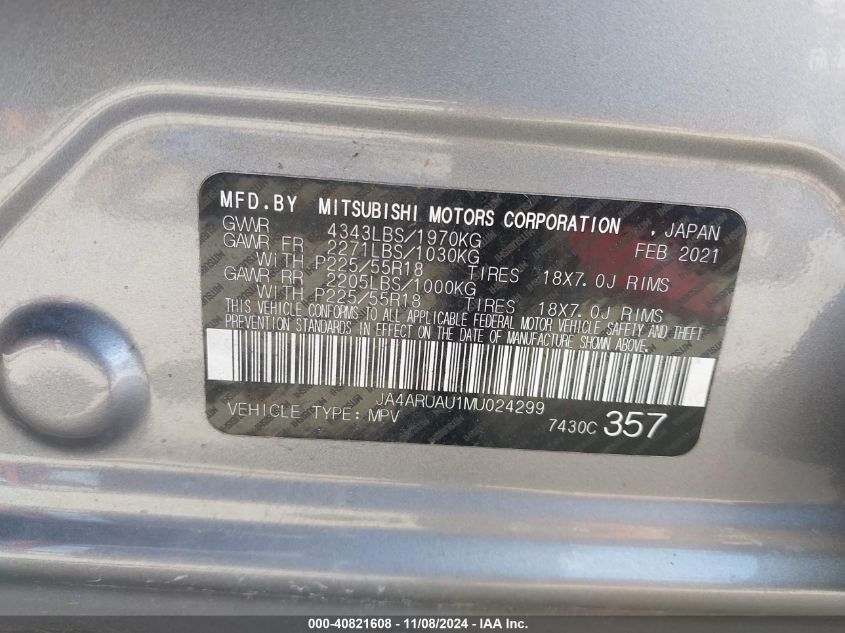 MFD.BY MITSUBISHI MOTORS CORPORATION , JAPAN
GVWR 4343LBS/1970KG FEB 2021
GAWR FR 2271LBS/1030KG
WITH P225/55R18 TIRES 18X7.0J RIMS
GAWR RR 2205LBS/1000KG
WITH P225/55R18 TIRES 18X7.0J RIMS
THIS VEHICLE CONFORMS TO ALL APPLICABLE FEDERAL MOTOR VEHICLE SAFETY AND THEFT
PREVENTION STANDARDS IN EFFECT ON THE DATE OF MANUFACTURE SHOWN ABOVE.
JA4ARUAU1MU024299
VEHICLE TYPE: MPV 7430C 357
000-40821608 - 11/08/2024 - IAA Inc.